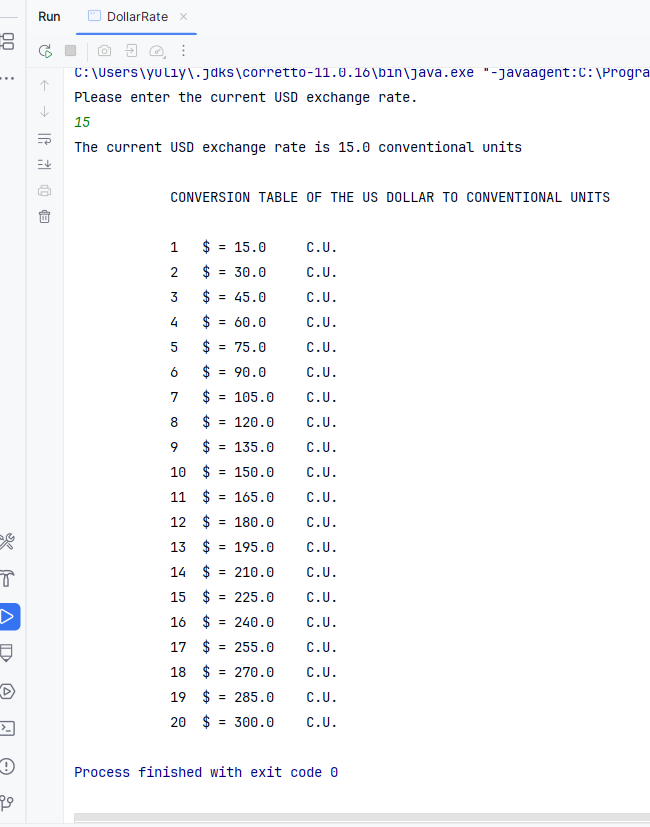 Run DollarRate
C:\Users\yuliy\.jdks\corretto-11.0.16\bin\java.exe "-javaagent:C:\Progra
Please enter the current USD exchange rate.
15
The current USD exchange rate is 15.0 conventional units
CONVERSION TABLE OF THE US DOLLAR TO CONVENTIONAL UNITS
1 $ = 15.0 C.U.
2 $ = 30.0 C.U.
3 $ = 45.0 C.U.
4 $ = 60.0 C.U.
5 $ = 75.0 C.U.
6 $ = 90.0 C.U.
7 $ = 105.0 C.U.
8 $ = 120.0 C.U.
9 $ = 135.0 C.U.
10 $ = 150.0 C.U.
11 $ = 165.0 C.U.
12 $ = 180.0 C.U.
13 $ = 195.0 C.U.
14 $ = 210.0 C.U.
15 $ = 225.0 C.U.
16 $ = 240.0 C.U.
17 $ = 255.0 C.U.
18 $ = 270.0 C.U.
19 $ = 285.0 C.U.
20 $ = 300.0 C.U.
Process finished with exit code 0